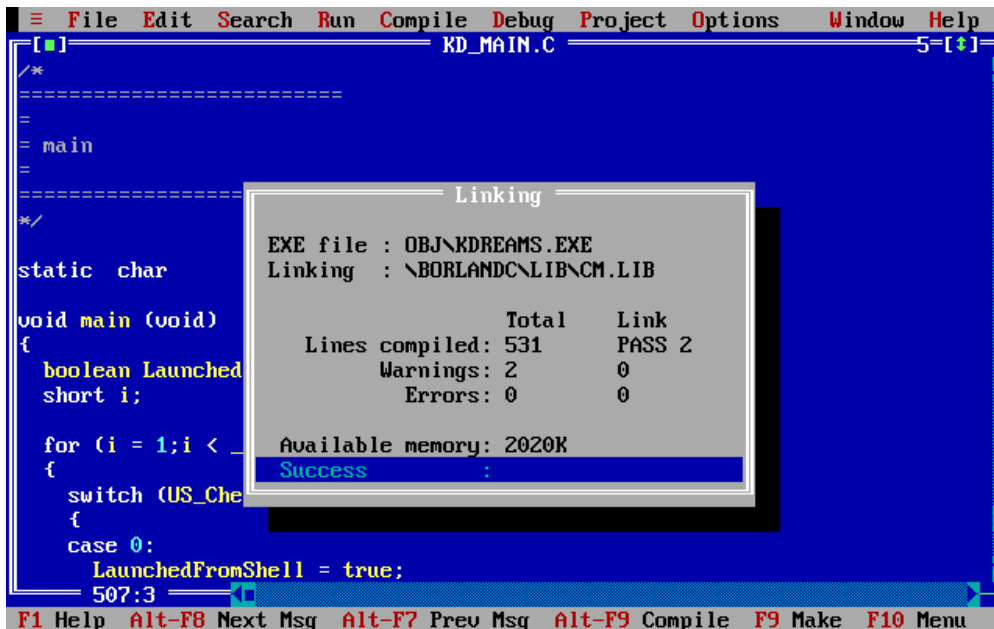 ≡ File Edit Search Run Compile Debug Project Options Window Help
[■] KD_MAIN.C 5=[↕]
/*
==========================
=
= main
=
==================
*/
static char
void main (void)
{
boolean Launched
short i;
for (i = 1;i < _
{
switch (US_Che
{
case 0:
LaunchedFromShell = true;
507:3
Linking
EXE file : OBJ\KDREAMS.EXE
Linking : \BORLANDC\LIB\CM.LIB
Total Link
Lines compiled: 531 PASS 2
Warnings: 2 0
Errors: 0 0
Available memory: 2020K
Success :
F1 Help Alt-F8 Next Msg Alt-F7 Prev Msg Alt-F9 Compile F9 Make F10 Menu